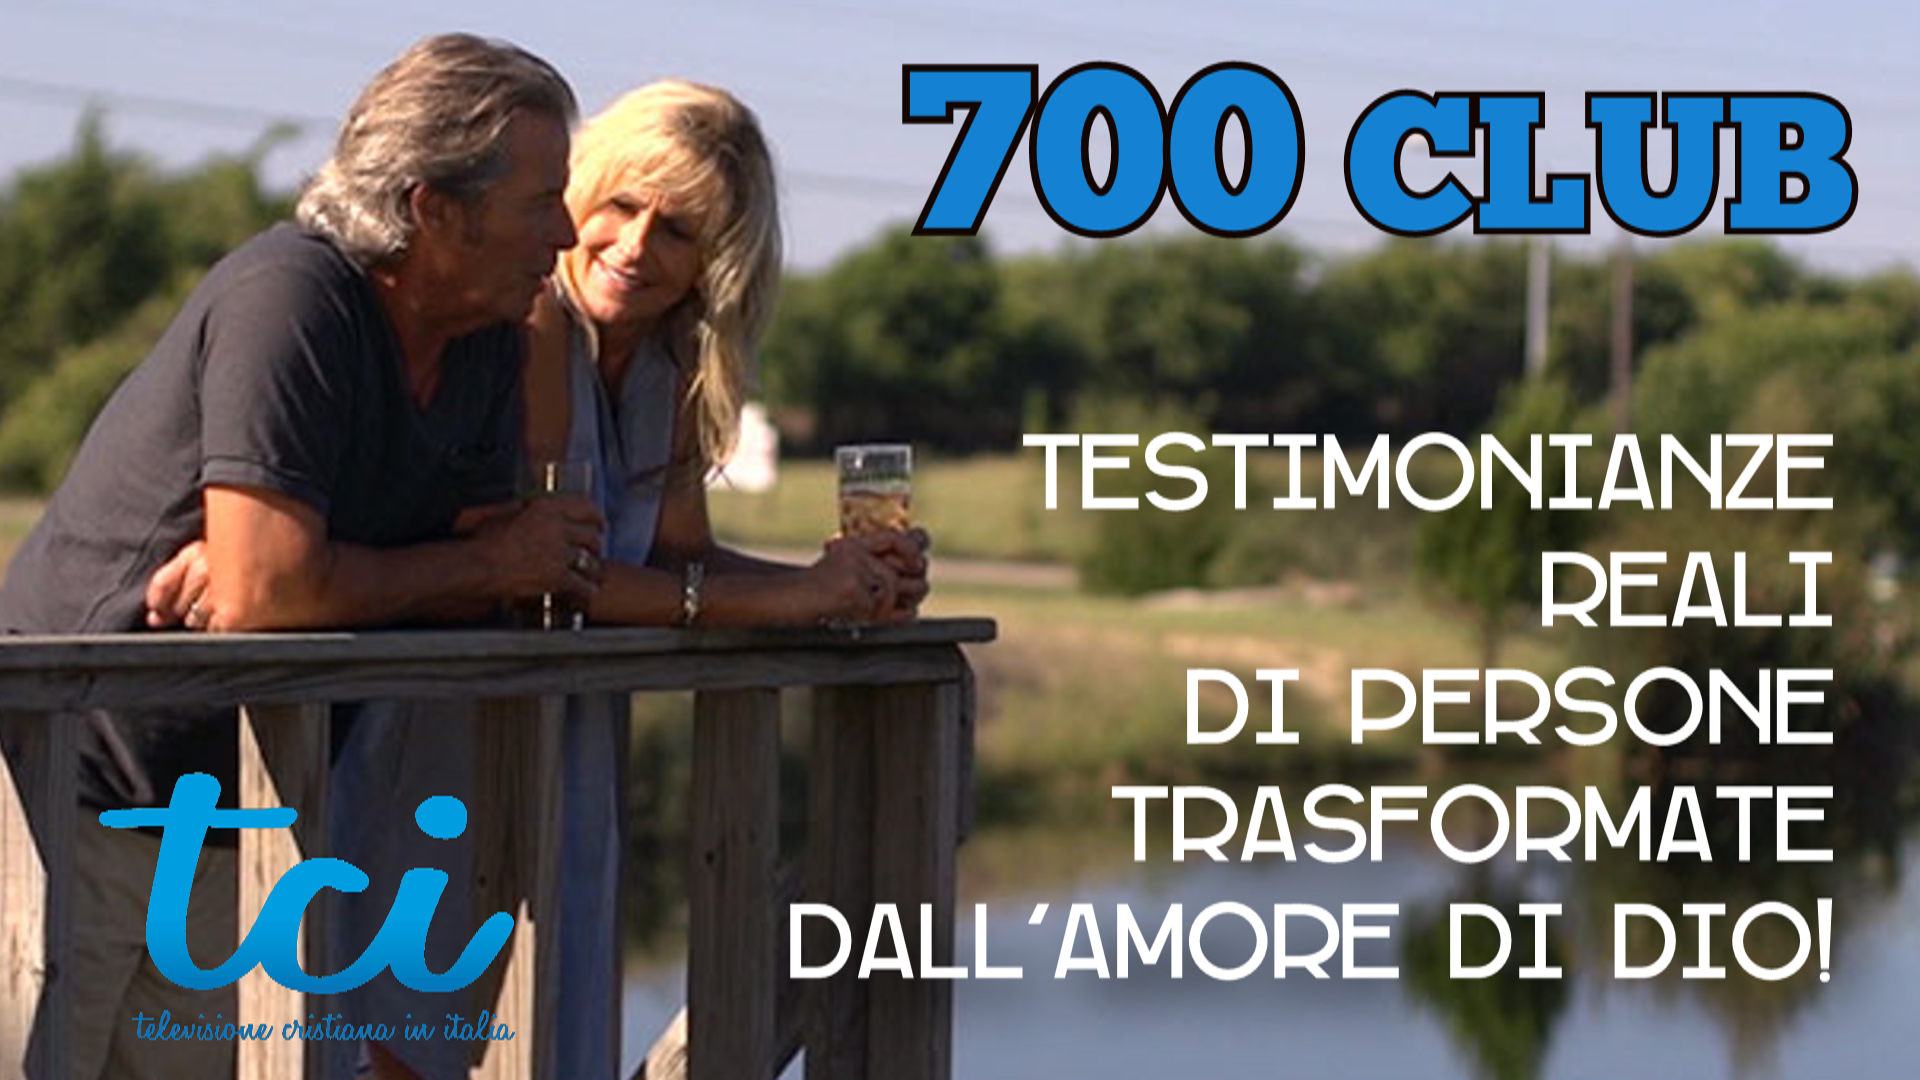 700 CLUB
TESTIMONIANZE
REALI
DI PERSONE
TRASFORMATE
DALL'AMORE DI DIO!
tci
televisione cristiana in italia